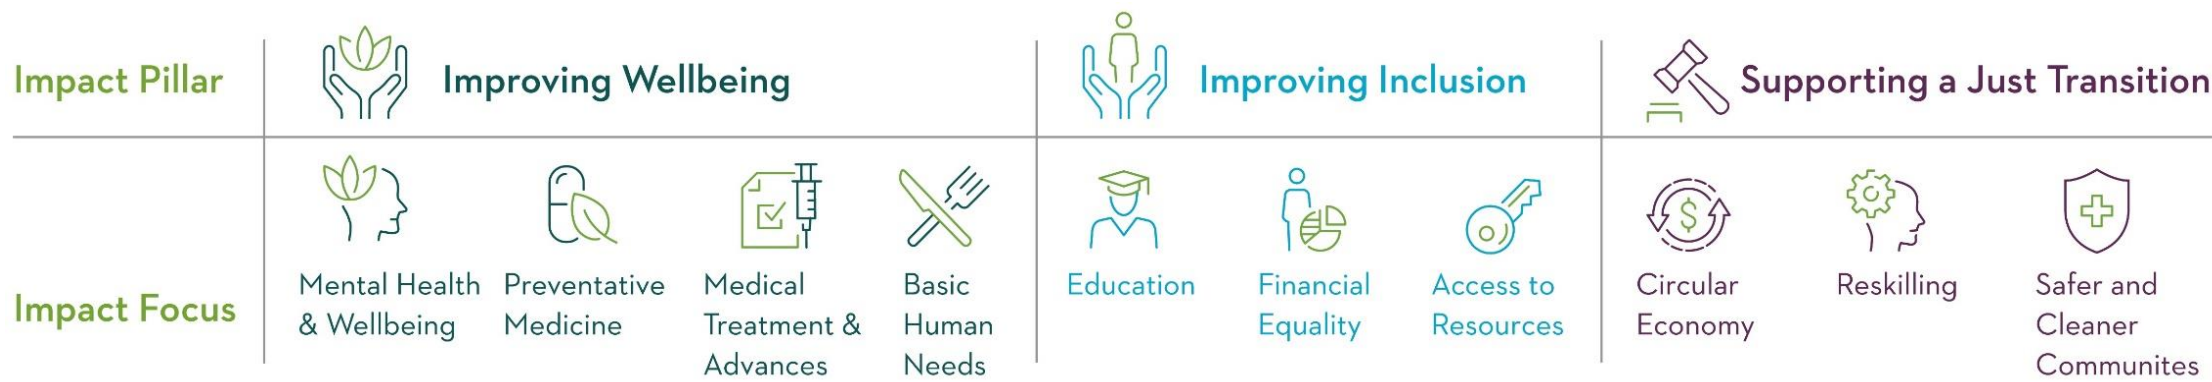 Impact Pillar
Improving Wellbeing
Improving Inclusion
Supporting a Just Transition
Impact Focus
Mental Health
& Wellbeing
Preventative
Medicine
Medical
Treatment &
Advances
Basic
Human
Needs
Education
Financial
Equality
Access to
Resources
Circular
Economy
Reskilling
Safer and
Cleaner
Communites